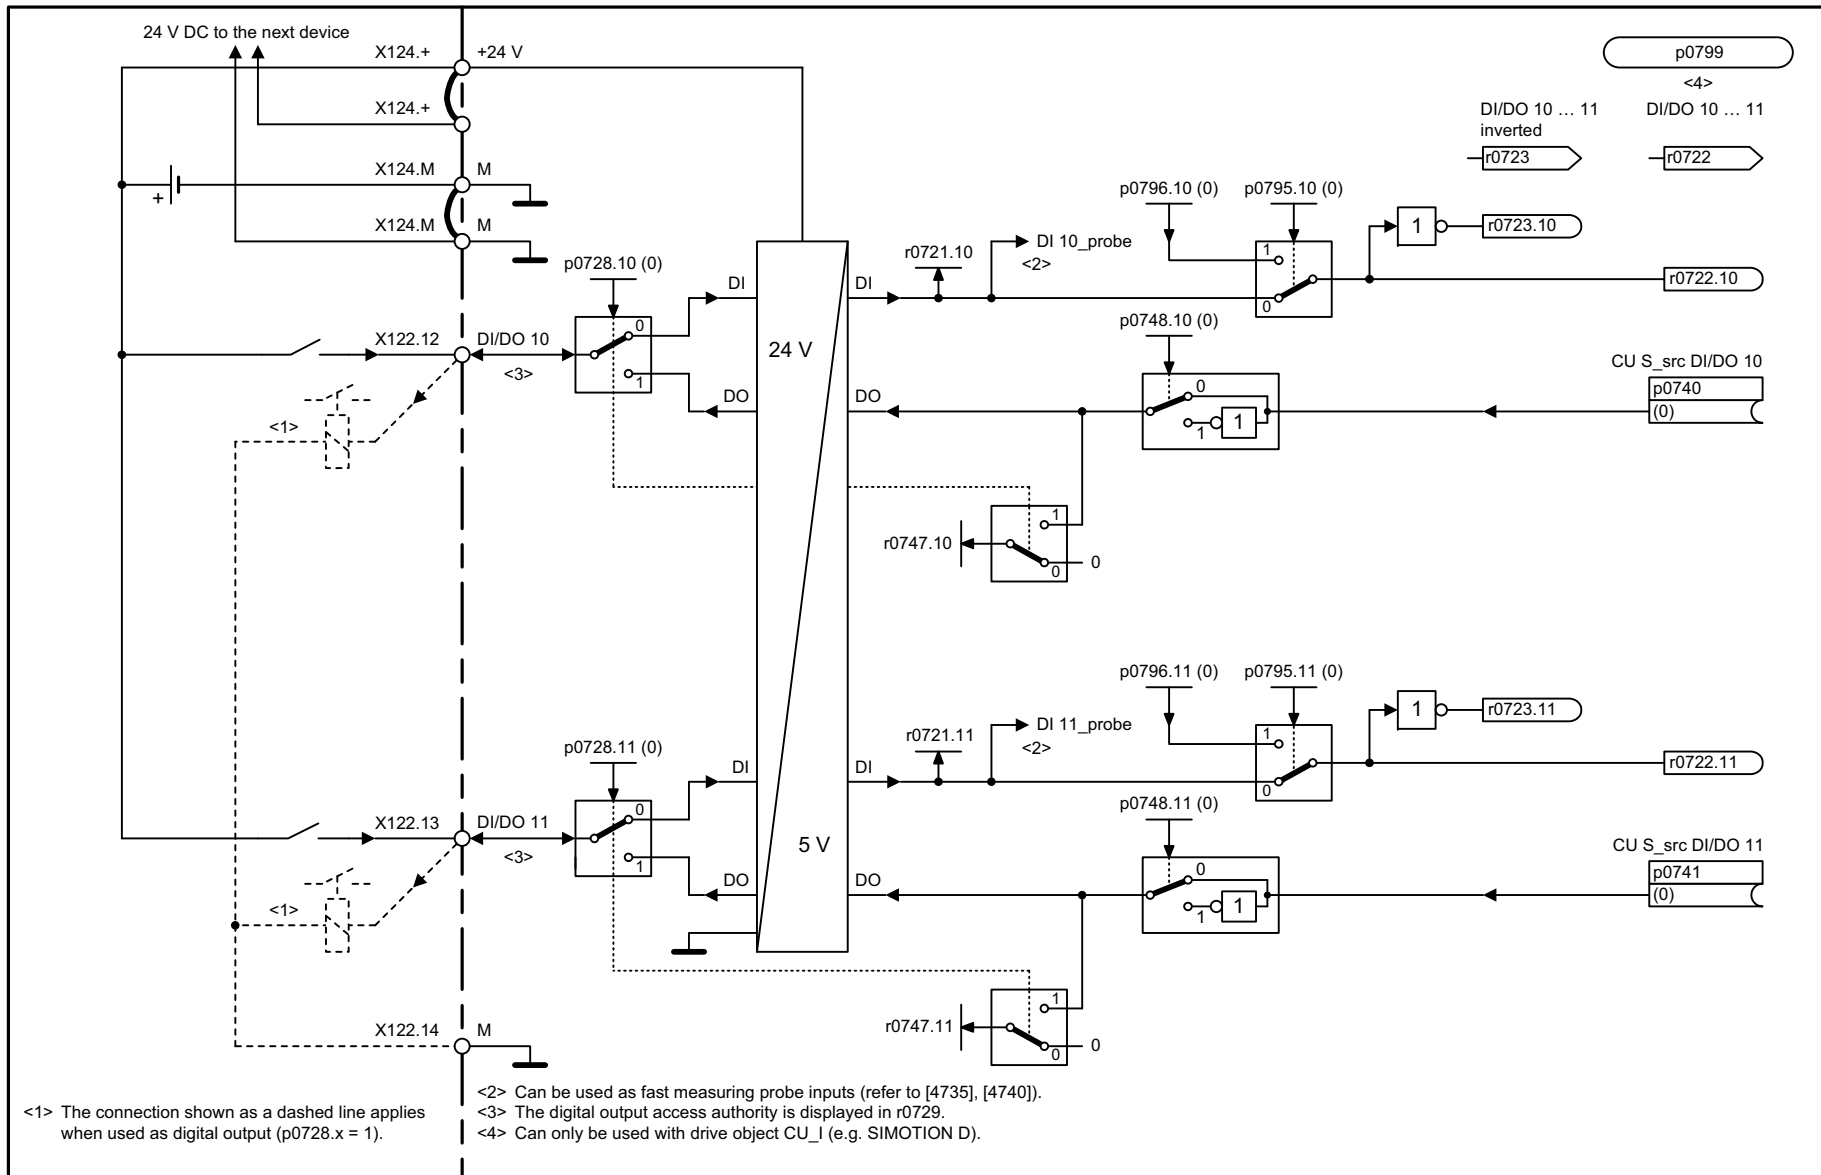 24 V DC to the next device
X124.+
+24 V
X124.+
X124.M
M
+
X124.M
M
p0799
<4>
DI/DO 10 … 11
inverted
DI/DO 10 … 11
r0723
r0722
p0728.10 (0)
0
1
X122.12
DI/DO 10
<3>
<1>
DI
DO
24 V
5 V
DI
r0721.10
DI 10_probe
<2>
p0796.10 (0)
p0795.10 (0)
1
0
1
r0723.10
r0722.10
p0748.10 (0)
DO
0
1
1
CU S_src DI/DO 10
p0740
(0)
r0747.10
1
0
0
p0728.11 (0)
0
1
X122.13
DI/DO 11
<3>
<1>
DI
DO
DI
r0721.11
DI 11_probe
<2>
p0796.11 (0)
p0795.11 (0)
1
0
1
r0723.11
r0722.11
p0748.11 (0)
DO
0
1
1
CU S_src DI/DO 11
p0741
(0)
r0747.11
1
0
0
X122.14
M
<1> The connection shown as a dashed line applies
when used as digital output (p0728.x = 1).
<2> Can be used as fast measuring probe inputs (refer to [4735], [4740]).
<3> The digital output access authority is displayed in r0729.
<4> Can only be used with drive object CU_I (e.g. SIMOTION D).